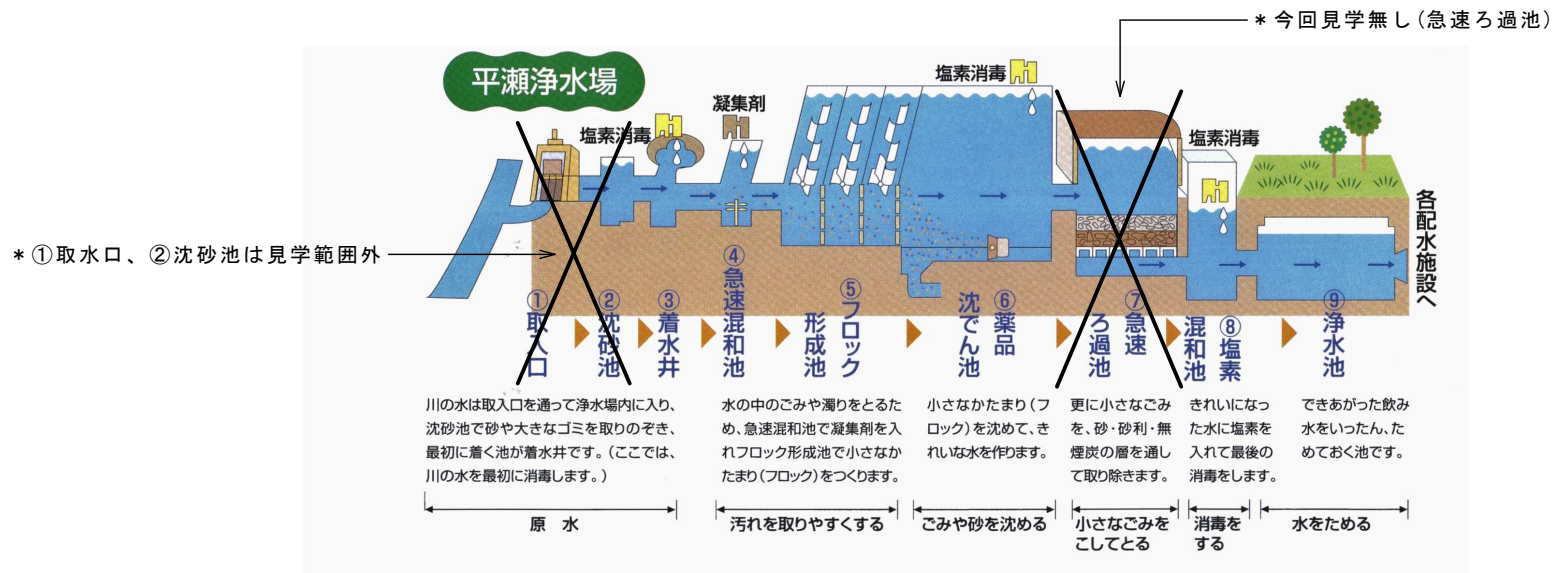 ＊今回見学無し(急速ろ過池)
平瀬浄水場
塩素消毒
凝集剤
塩素消毒
塩素消毒
＊①取水口、②沈砂池は見学範囲外
各配水施設へ
①取入口
②沈砂池
③着水井
④急速混和池
⑤フロック
形成池
⑥薬品
沈でん池
⑦急速
ろ過池
⑧塩素
混和池
⑨浄水池
川の水は取入口を通って浄水場内に入り、
沈砂池で砂や大きなゴミを取りのぞき、
最初に着く池が着水井です。(ここでは、
川の水を最初に消毒します。)
水の中のごみや濁りをとるた
め、急速混和池で凝集剤を入
れフロック形成池で小さなか
たまり(フロック)をつくります。
小さなかたまり(フ
ロック)を沈めて、き
れいな水を作ります。
更に小さなごみ
を、砂・砂利・無
煙炭の層を通し
て取り除きます。
きれいになっ
た水に塩素を
入れて最後の
消毒をします。
できあがった飲み
水をいったん、た
めておく池です。
原 水
汚れを取りやすくする
ごみや砂を沈める
小さなごみを
こしてとる
消毒を
する
水をためる